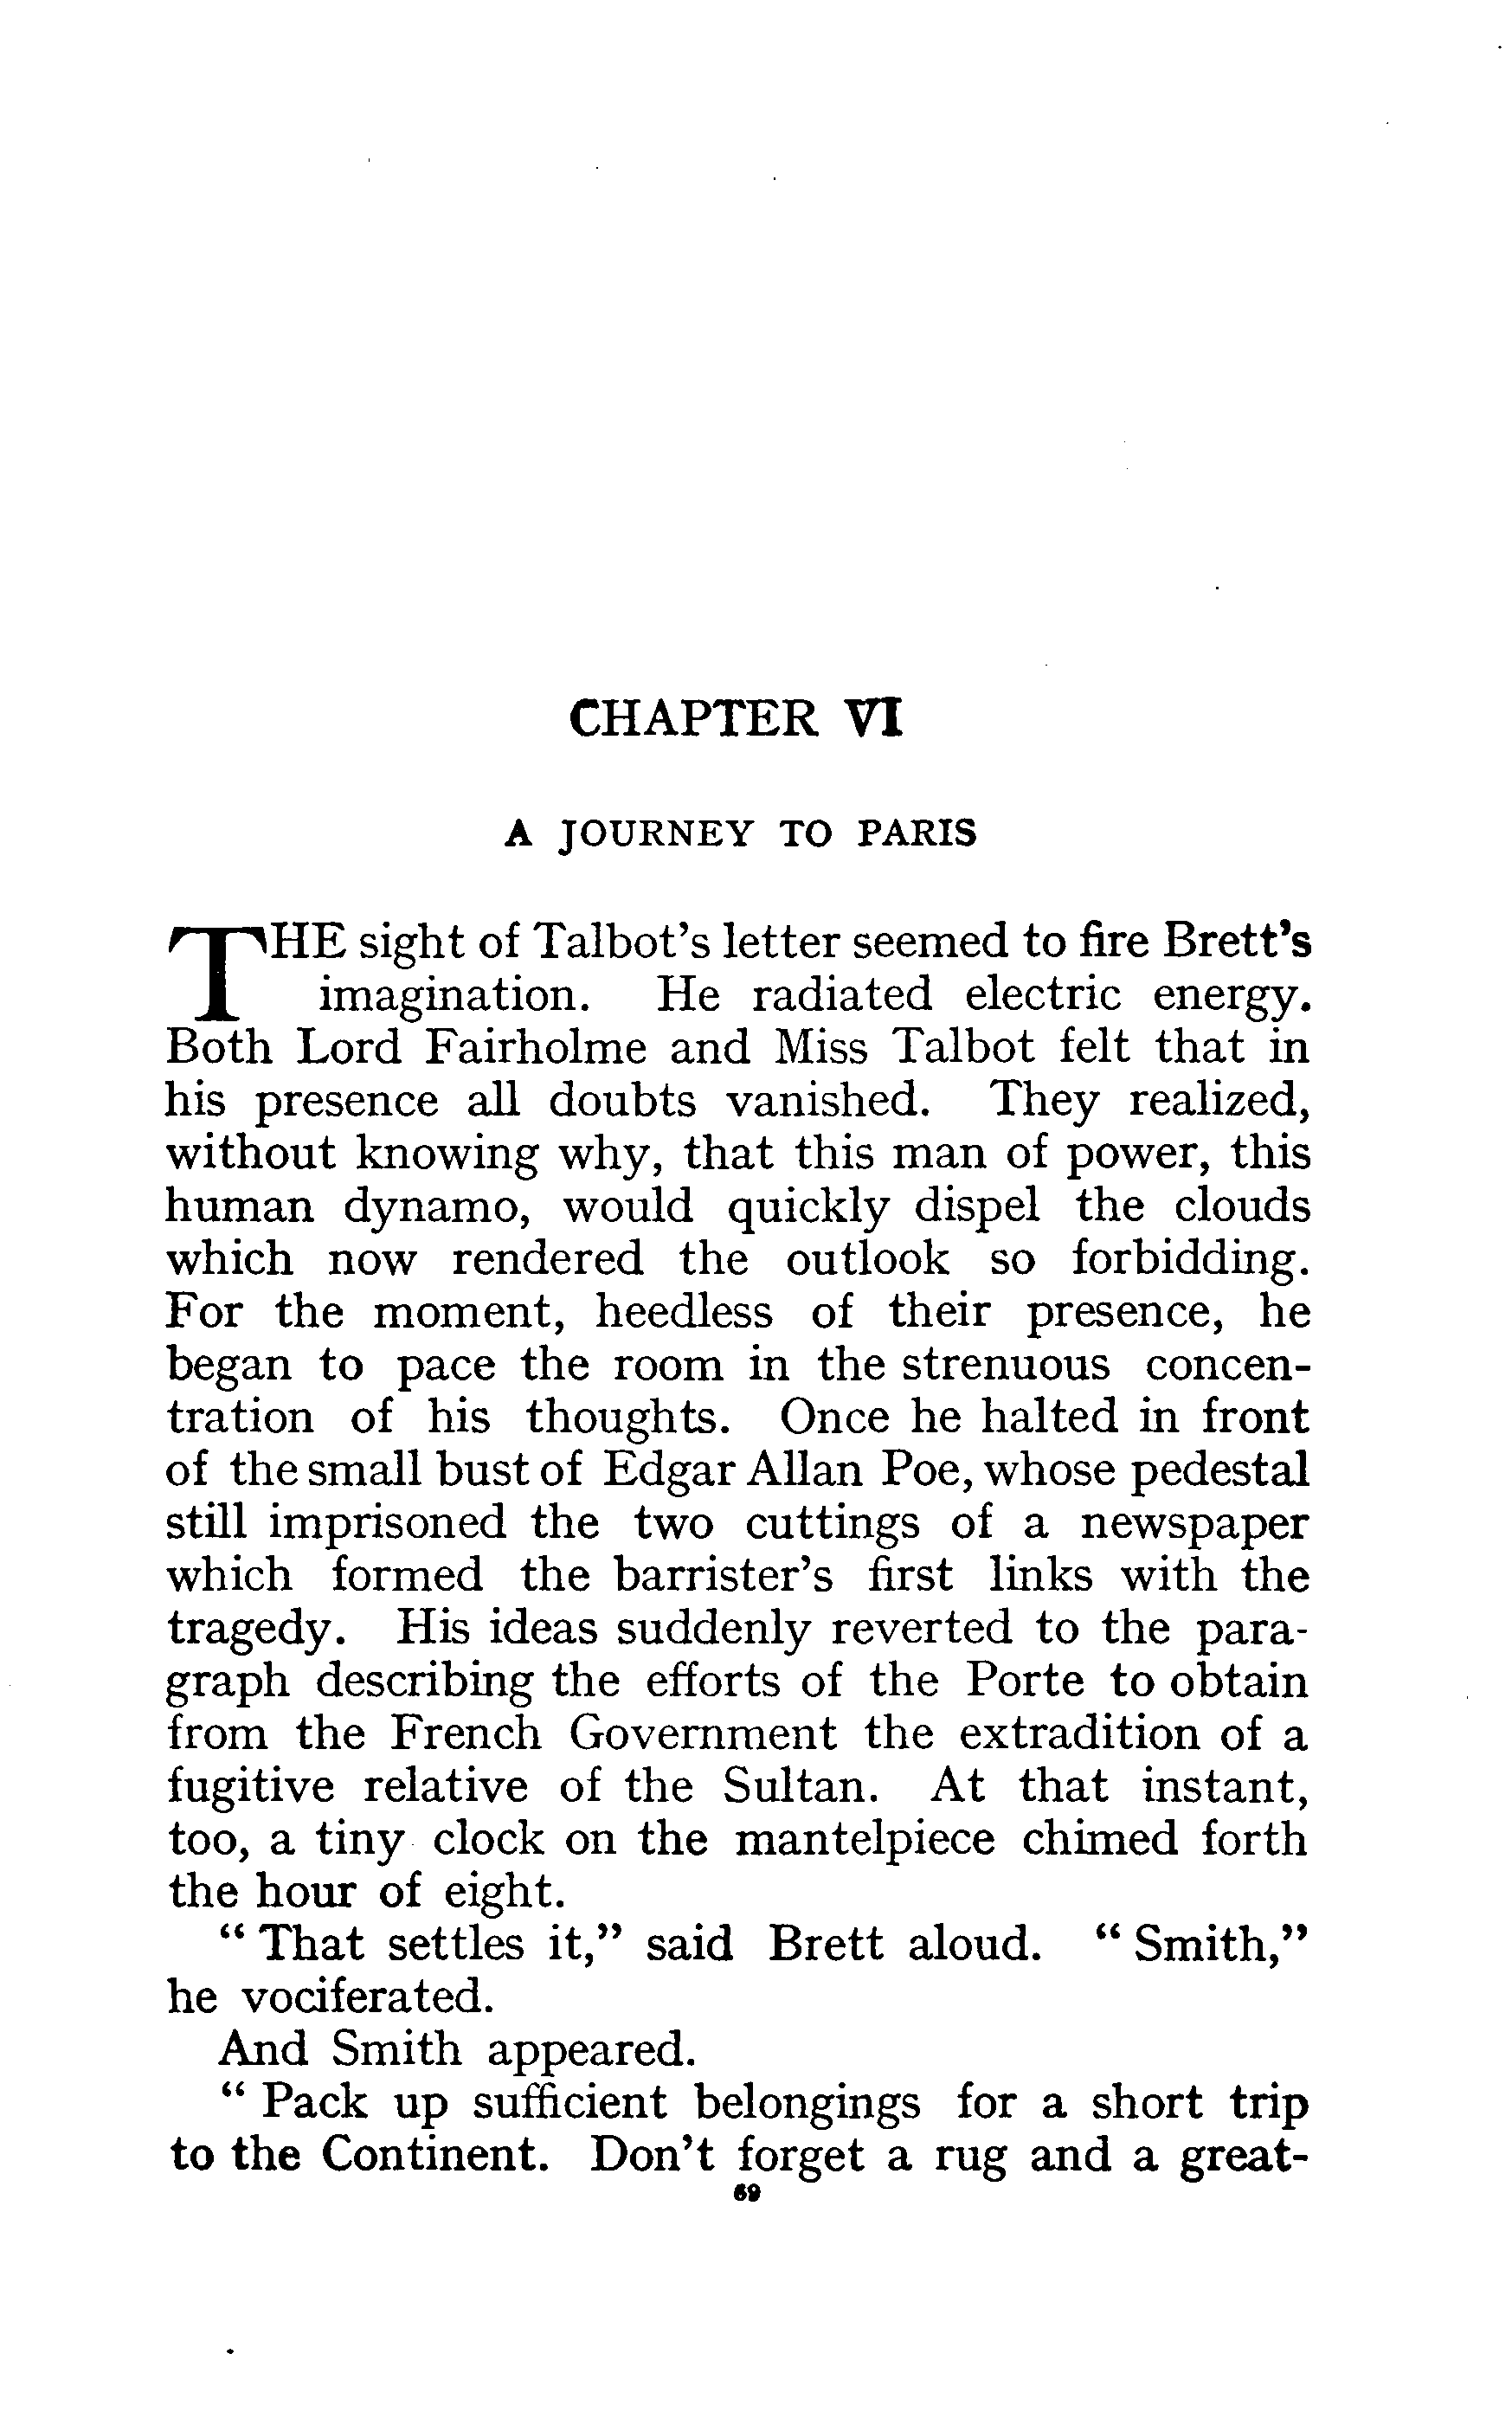 CHAPTER VI
A JOURNEY TO PARIS
THE sight of Talbot's letter seemed to fire Brett's
imagination. He radiated electric energy.
Both Lord Fairholme and Miss Talbot felt that in
his presence all doubts vanished. They realized,
without knowing why, that this man of power, this
human dynamo, would quickly dispel the clouds
which now rendered the outlook so forbidding.
For the moment, heedless of their presence, he
began to pace the room in the strenuous concen-
tration of his thoughts. Once he halted in front
of the small bust of Edgar Allan Poe, whose pedestal
still imprisoned the two cuttings of a newspaper
which formed the barrister's first links with the
tragedy. His ideas suddenly reverted to the para-
graph describing the efforts of the Porte to obtain
from the French Government the extradition of a
fugitive relative of the Sultan. At that instant,
too, a tiny clock on the mantelpiece chimed forth
the hour of eight.
“ That settles it,” said Brett aloud. “ Smith,”
he vociferated.
And Smith appeared.
“ Pack up sufficient belongings for a short trip
to the Continent. Don't forget a rug and a great-
69